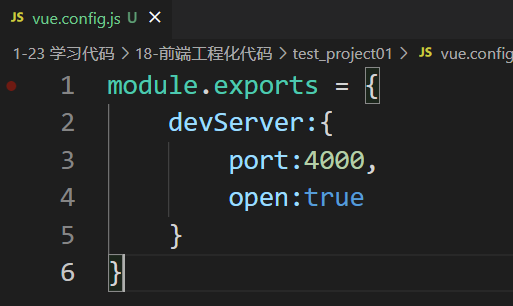 JS vue.config.js U ×
1-23 学习代码 > 18-前端工程化代码 > test_project01 > JS vue.config
1 module.exports = {
2 devServer:{
3 port:4000,
4 open:true
5 }
6 }